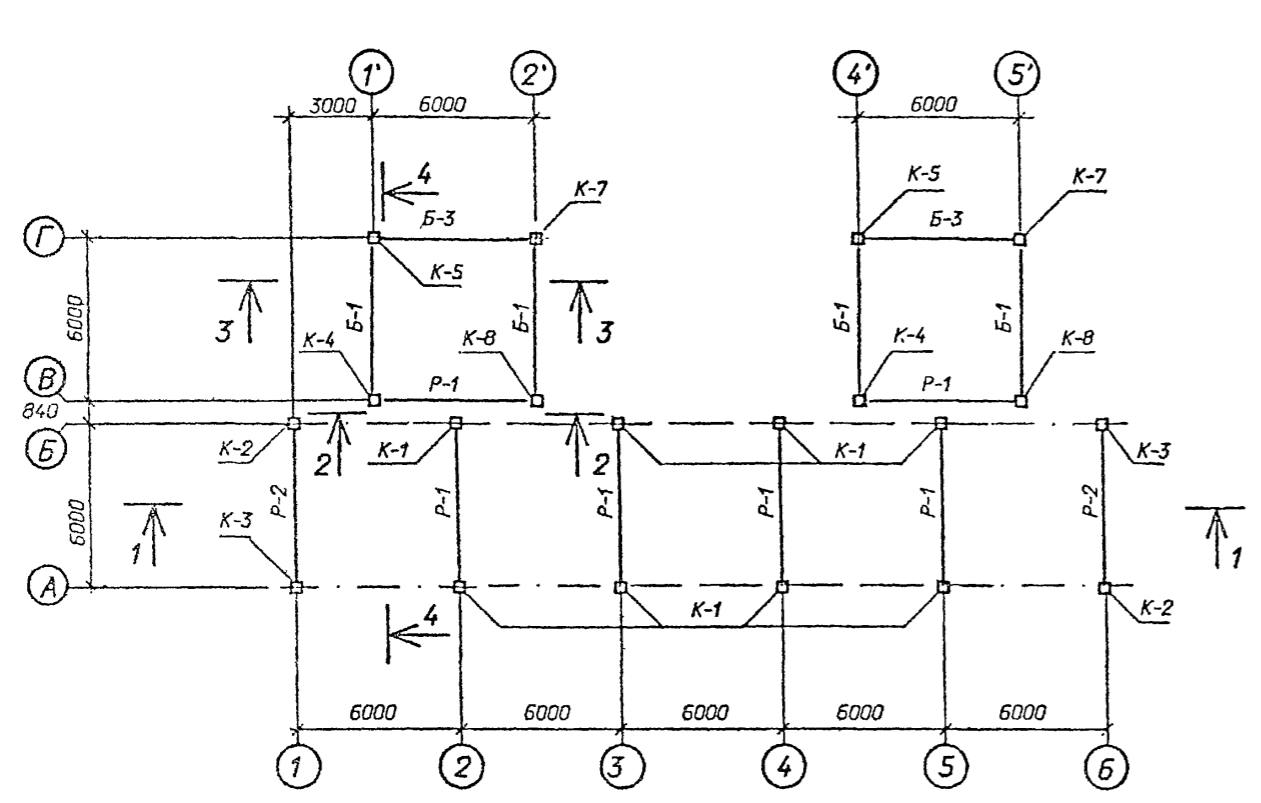 1' 2' 4' 5'
3000 6000 6000
4 К-7 К-5 К-7
Г Б-3 Б-3
К-5
6000 Б-1 Б-1 Б-1 Б-1
3 3
К-4 К-8 К-4 К-8
В Р-1 Р-1
840
Б К-2 2 К-1 2 К-1 К-3
6000 Р-2 Р-1 Р-1 Р-1 Р-1 Р-2
К-3
1 1
А
4 К-1 К-2
6000 6000 6000 6000 6000
1 2 3 4 5 6